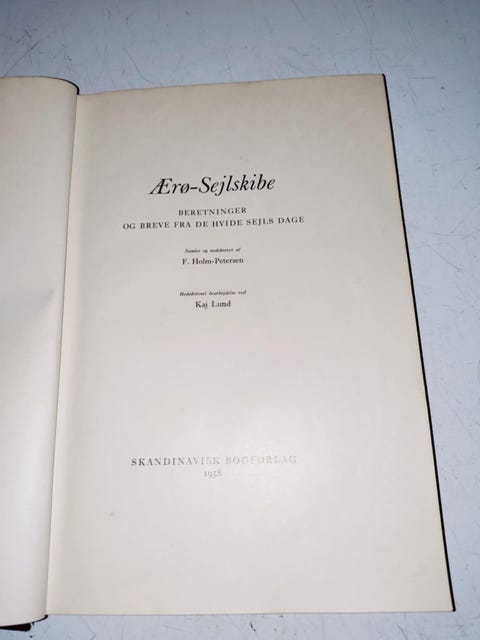 Ærø-Sejlskibe
BERETNINGER
OG BREVE FRA DE HVIDE SEJLS DAGE
Samlet og nedskrevet af
F. Holm-Petersen
Redaktionel bearbejdelse ved
Kaj Lund
SKANDINAVISK BOGFORLAG
1958